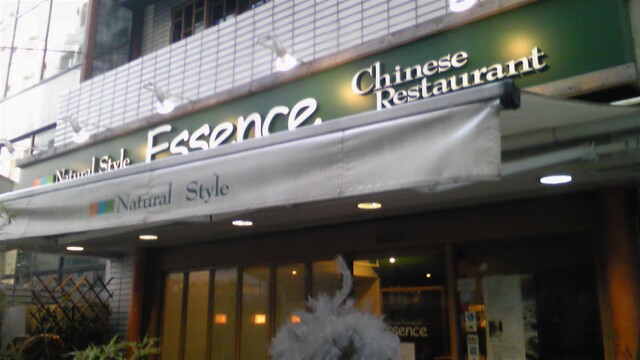 Chinese
Restaurant
Natural Style Essence
Natural Style
Essence